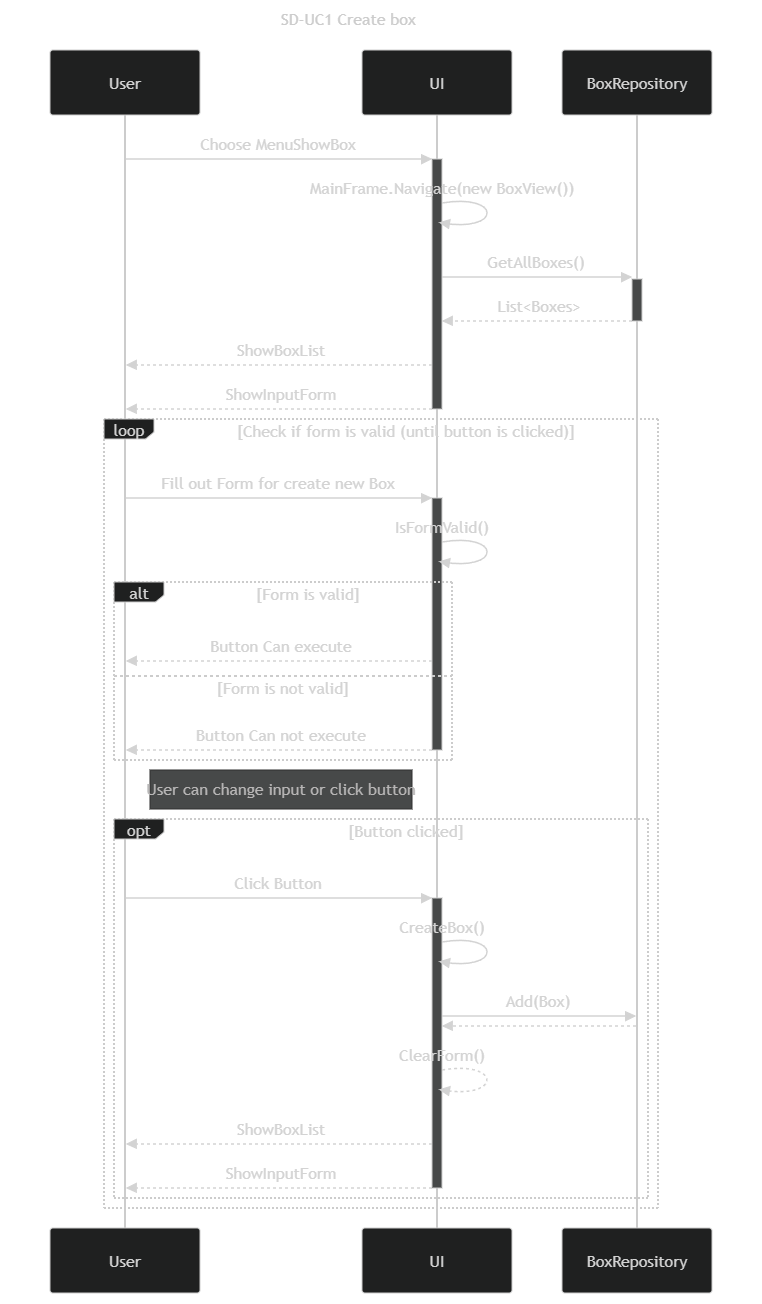 SD-UC1 Create box
User
UI
BoxRepository
Choose MenuShowBox
MainFrame.Navigate(new BoxView())
GetAllBoxes()
List<Boxes>
ShowBoxList
ShowInputForm
loop
[Check if form is valid (until button is clicked)]
Fill out Form for create new Box
IsFormValid()
alt
[Form is valid]
Button Can execute
[Form is not valid]
Button Can not execute
User can change input or click button
opt
[Button clicked]
Click Button
CreateBox()
Add(Box)
ClearForm()
ShowBoxList
ShowInputForm
User
UI
BoxRepository